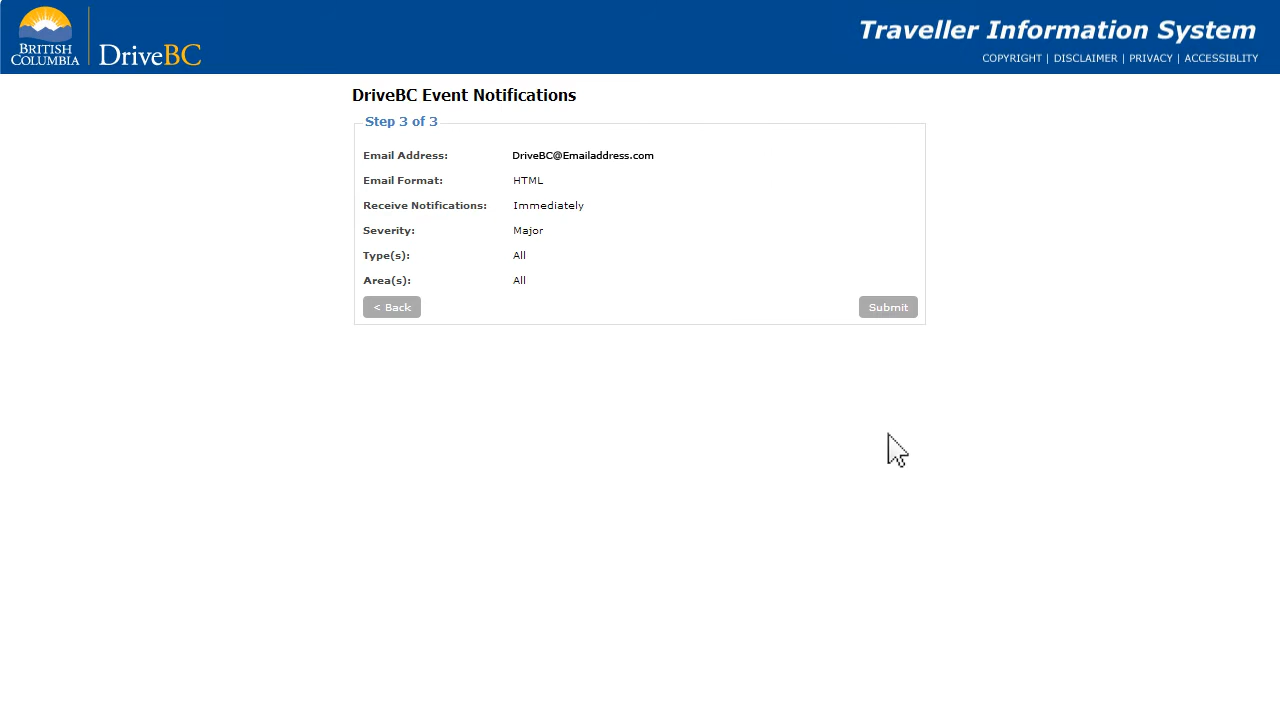 BRITISH
COLUMBIA
DriveBC
Traveller Information System
COPYRIGHT | DISCLAIMER | PRIVACY | ACCESSIBLITY
DriveBC Event Notifications
Step 3 of 3
Email Address: DriveBC@Emailaddress.com
Email Format: HTML
Receive Notifications: Immediately
Severity: Major
Type(s): All
Area(s): All
< Back Submit